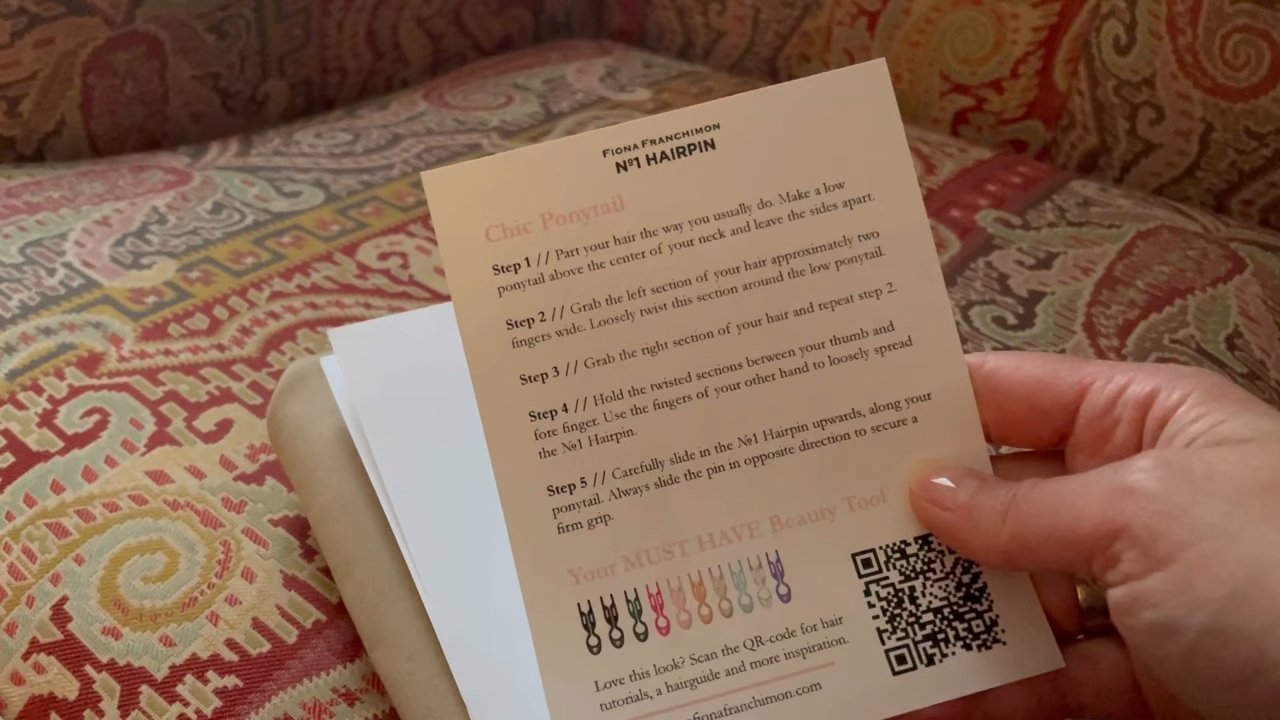 FIONA FRANCHIMON
Nº1 HAIRPIN
Chic Ponytail
Step 1 // Part your hair the way you usually do. Make a low
ponytail above the center of your neck and leave the sides apart.
Step 2 // Grab the left section of your hair approximately two
fingers wide. Loosely twist this section around the low ponytail.
Step 3 // Grab the right section of your hair and repeat step 2.
Step 4 // Hold the twisted sections between your thumb and
fore finger. Use the fingers of your other hand to loosely spread
the Nº1 Hairpin.
Step 5 // Carefully slide in the Nº1 Hairpin upwards, along your
ponytail. Always slide the pin in opposite direction to secure a
firm grip.
Your MUST HAVE Beauty Tool
Love this look? Scan the QR-code for hair
tutorials, a hairguide and more inspiration.
fionafranchimon.com